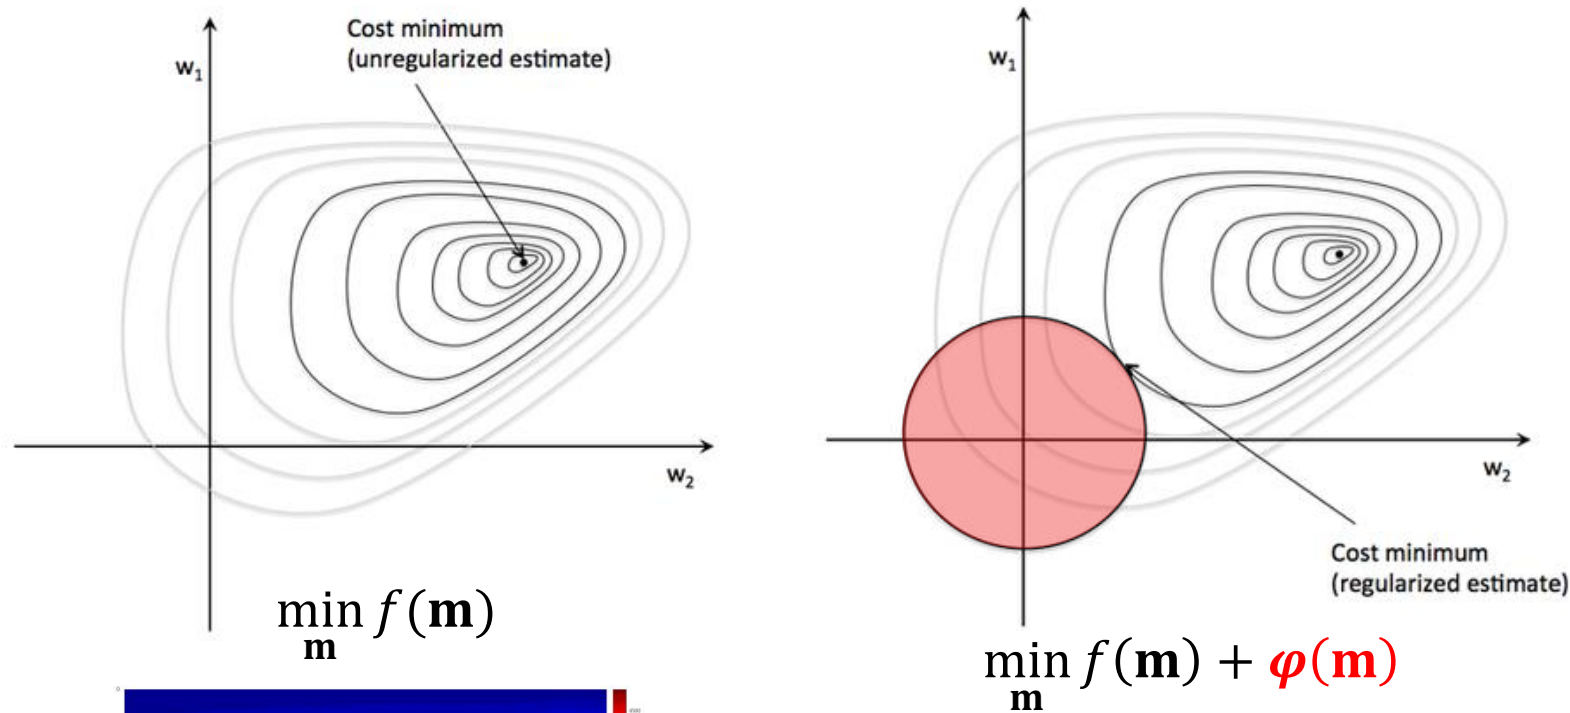 Cost minimum
(unregularized estimate)
w₁
w₂
min f(𝐦)
𝐦
w₁
w₂
Cost minimum
(regularized estimate)
min f(𝐦) + 𝝋(𝐦)
𝐦